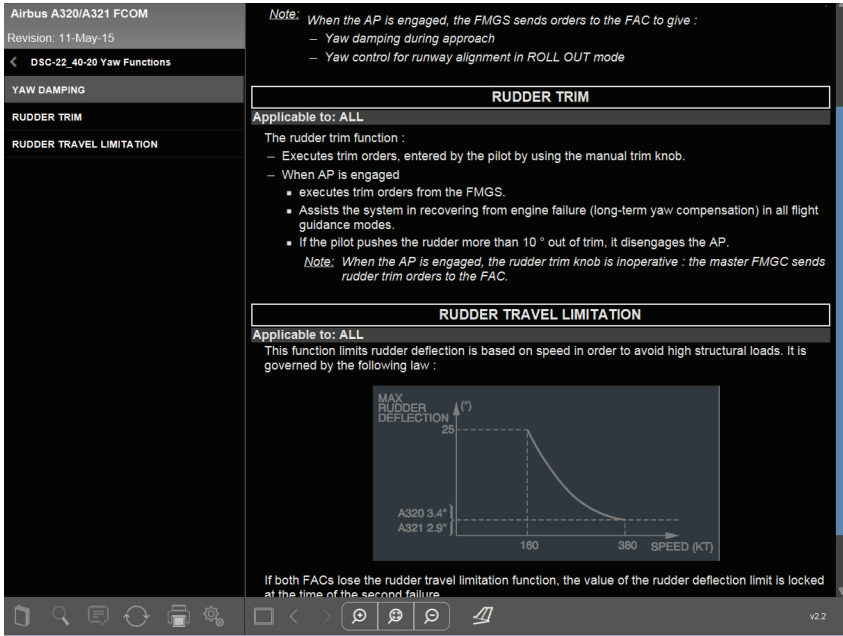 Airbus A320/A321 FCOM
Revision: 11-May-15
DSC-22_40-20 Yaw Functions
YAW DAMPING
RUDDER TRIM
RUDDER TRAVEL LIMITATION
Note: When the AP is engaged, the FMGS sends orders to the FAC to give :
– Yaw damping during approach
– Yaw control for runway alignment in ROLL OUT mode
RUDDER TRIM
Applicable to: ALL
The rudder trim function :
– Executes trim orders, entered by the pilot by using the manual trim knob.
– When AP is engaged
▪ executes trim orders from the FMGS.
▪ Assists the system in recovering from engine failure (long-term yaw compensation) in all flight
guidance modes.
▪ If the pilot pushes the rudder more than 10 ° out of trim, it disengages the AP.
Note: When the AP is engaged, the rudder trim knob is inoperative : the master FMGC sends
rudder trim orders to the FAC.
RUDDER TRAVEL LIMITATION
Applicable to: ALL
This function limits rudder deflection is based on speed in order to avoid high structural loads. It is
governed by the following law :
MAX
RUDDER
DEFLECTION
(°)
25
A320 3.4°
A321 2.9°
160
380
SPEED (KT)
If both FACs lose the rudder travel limitation function, the value of the rudder deflection limit is locked
at the time of the second failure
v2.2